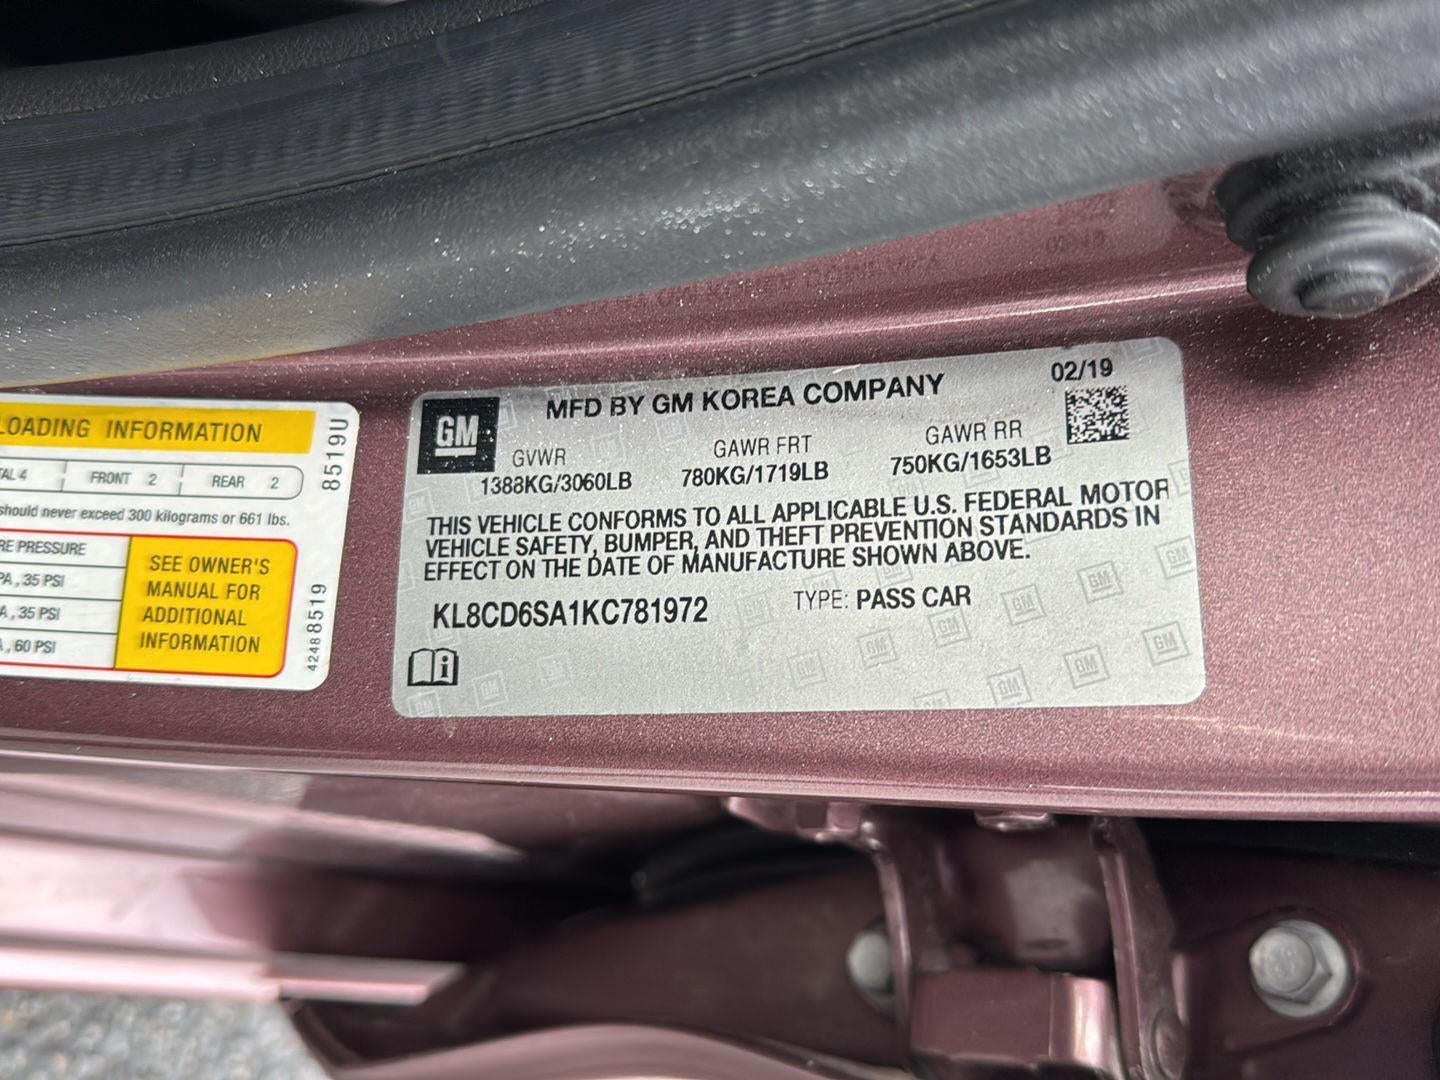 LOADING INFORMATION
TAL 4 FRONT 2 REAR 2
should never exceed 300 kilograms or 661 lbs.
RE PRESSURE
PA, 35 PSI
A, 35 PSI
A, 60 PSI
SEE OWNER'S
MANUAL FOR
ADDITIONAL
INFORMATION
8519U
42488519
GM
MFD BY GM KOREA COMPANY
02/19
GVWR GAWR FRT GAWR RR
1388KG/3060LB 780KG/1719LB 750KG/1653LB
THIS VEHICLE CONFORMS TO ALL APPLICABLE U.S. FEDERAL MOTOR
VEHICLE SAFETY, BUMPER, AND THEFT PREVENTION STANDARDS IN
EFFECT ON THE DATE OF MANUFACTURE SHOWN ABOVE.
KL8CD6SA1KC781972 TYPE: PASS CAR